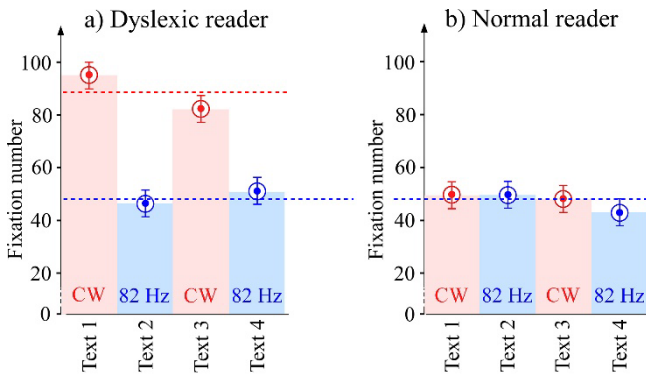 a) Dyslexic reader
Fixation number
100
80
60
40
20
0
CW
82 Hz
CW
82 Hz
Text 1
Text 2
Text 3
Text 4
b) Normal reader
Fixation number
100
80
60
40
20
0
CW
82 Hz
CW
82 Hz
Text 1
Text 2
Text 3
Text 4